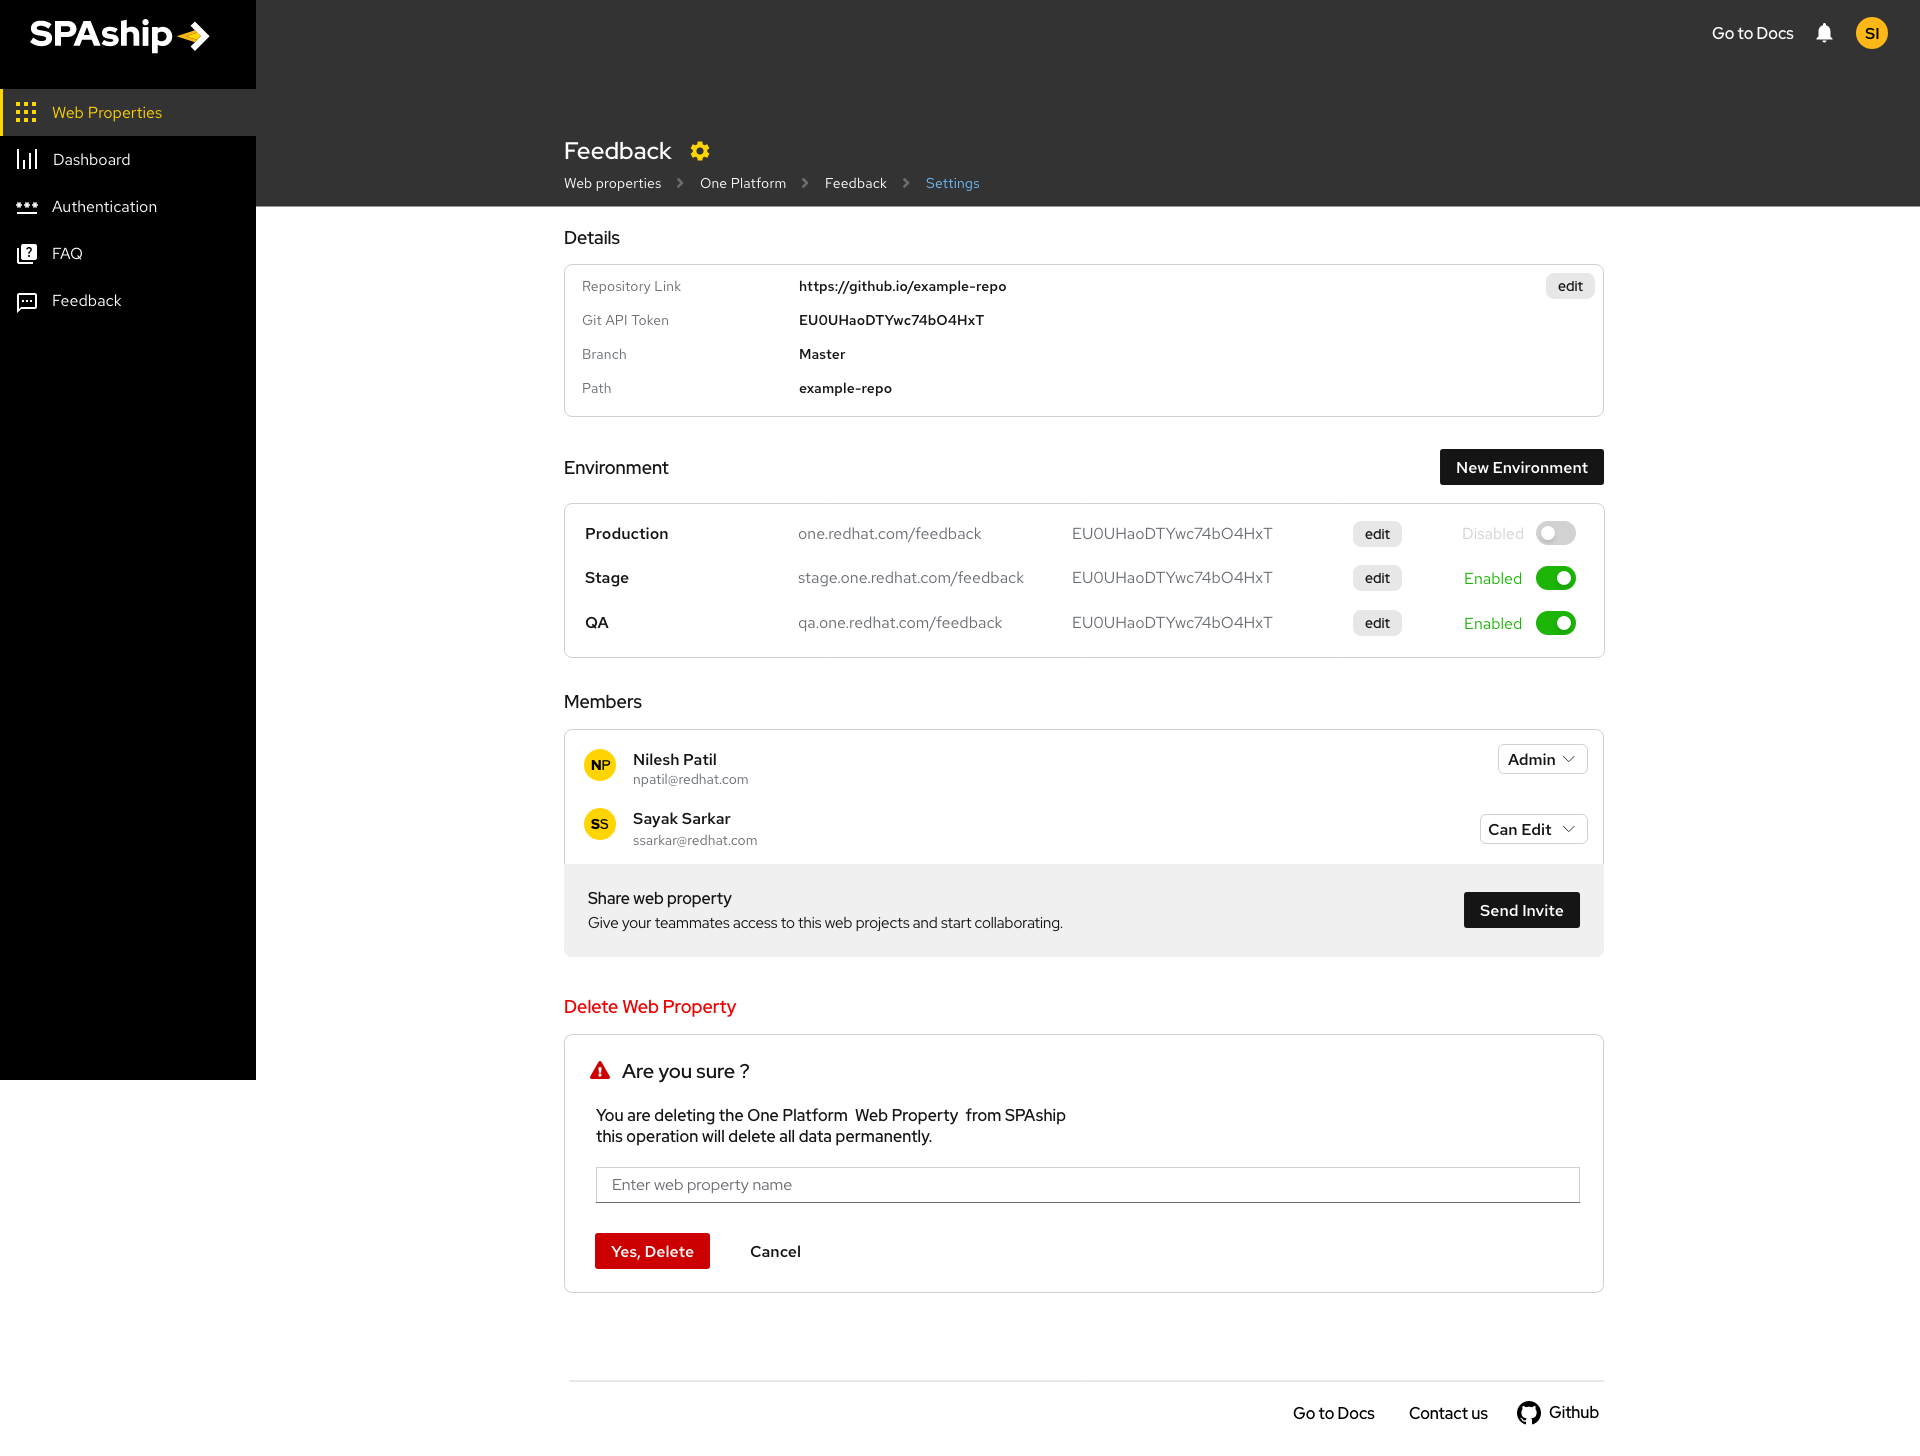 SPAship
Go to Docs
SI
Web Properties
Dashboard
Authentication
FAQ
Feedback
Feedback
Web properties > One Platform > Feedback > Settings
Details
Repository Link https://github.io/example-repo edit
Git API Token EU0UHaoDTYwc74bO4HxT
Branch Master
Path example-repo
Environment New Environment
Production one.redhat.com/feedback EU0UHaoDTYwc74bO4HxT edit Disabled
Stage stage.one.redhat.com/feedback EU0UHaoDTYwc74bO4HxT edit Enabled
QA qa.one.redhat.com/feedback EU0UHaoDTYwc74bO4HxT edit Enabled
Members
NP Nilesh Patil Admin
npatil@redhat.com
SS Sayak Sarkar Can Edit
ssarkar@redhat.com
Share web property
Give your teammates access to this web projects and start collaborating.
Send Invite
Delete Web Property
Are you sure ?
You are deleting the One Platform  Web Property  from SPAship
this operation will delete all data permanently.
Enter web property name
Yes, Delete Cancel
Go to Docs Contact us Github